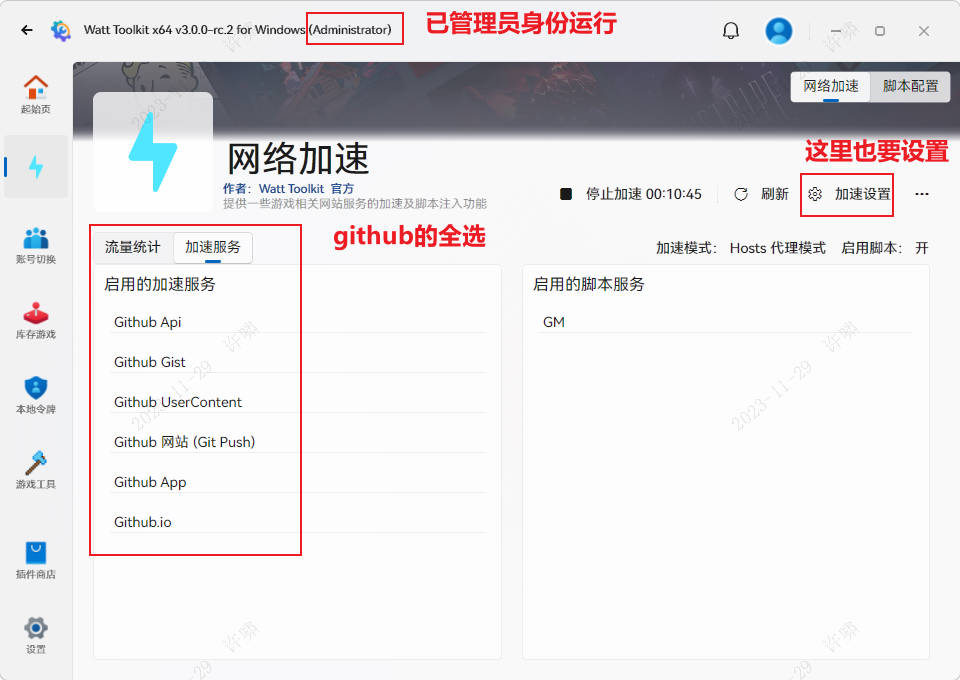 Watt Toolkit x64 v3.0.0-rc.2 for Windows (Administrator)
已管理员身份运行
起始页
网络加速
脚本配置
这里也要设置
网络加速
作者: Watt Toolkit 官方
提供一些游戏相关网站服务的加速及脚本注入功能
停止加速 00:10:45
刷新
加速设置
账号切换
github的全选
流量统计
加速服务
加速模式: Hosts 代理模式 启用脚本: 开
启用的加速服务
启用的脚本服务
Github Api
GM
库存游戏
Github Gist
本地令牌
Github UserContent
Github 网站 (Git Push)
Github App
游戏工具
Github.io
插件商店
设置
2023-11-29
2023-11-29
2023-11-29